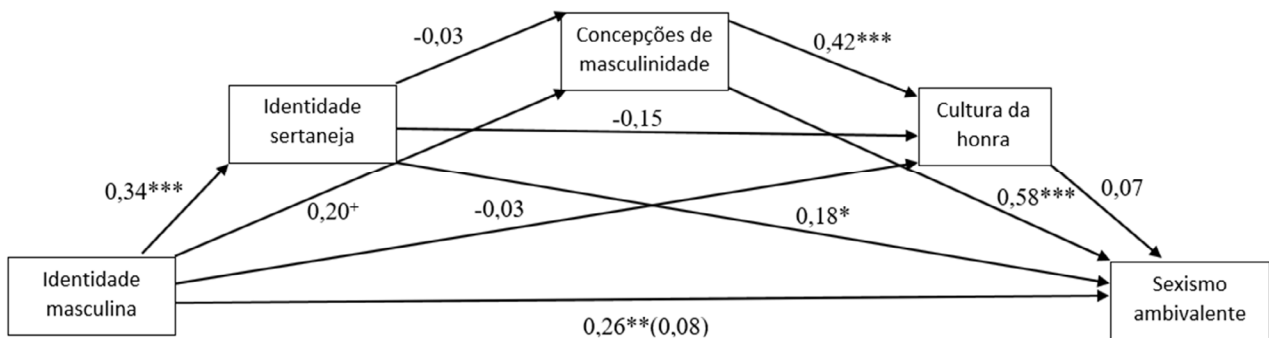 -0,03
Concepções de
masculinidade
0,42***
Identidade
sertaneja
-0,15
Cultura da
honra
0,34***
0,20⁺
-0,03
0,18*
0,58***
0,07
Identidade
masculina
Sexismo
ambivalente
0,26**(0,08)